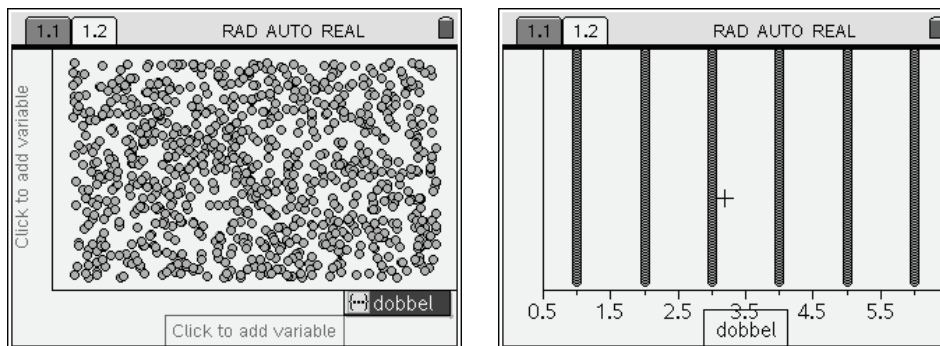 1.1 1.2 RAD AUTO REAL
Click to add variable
dobbel
Click to add variable
1.1 1.2 RAD AUTO REAL
0.5 1.5 2.5 3.5 4.5 5.5
dobbel